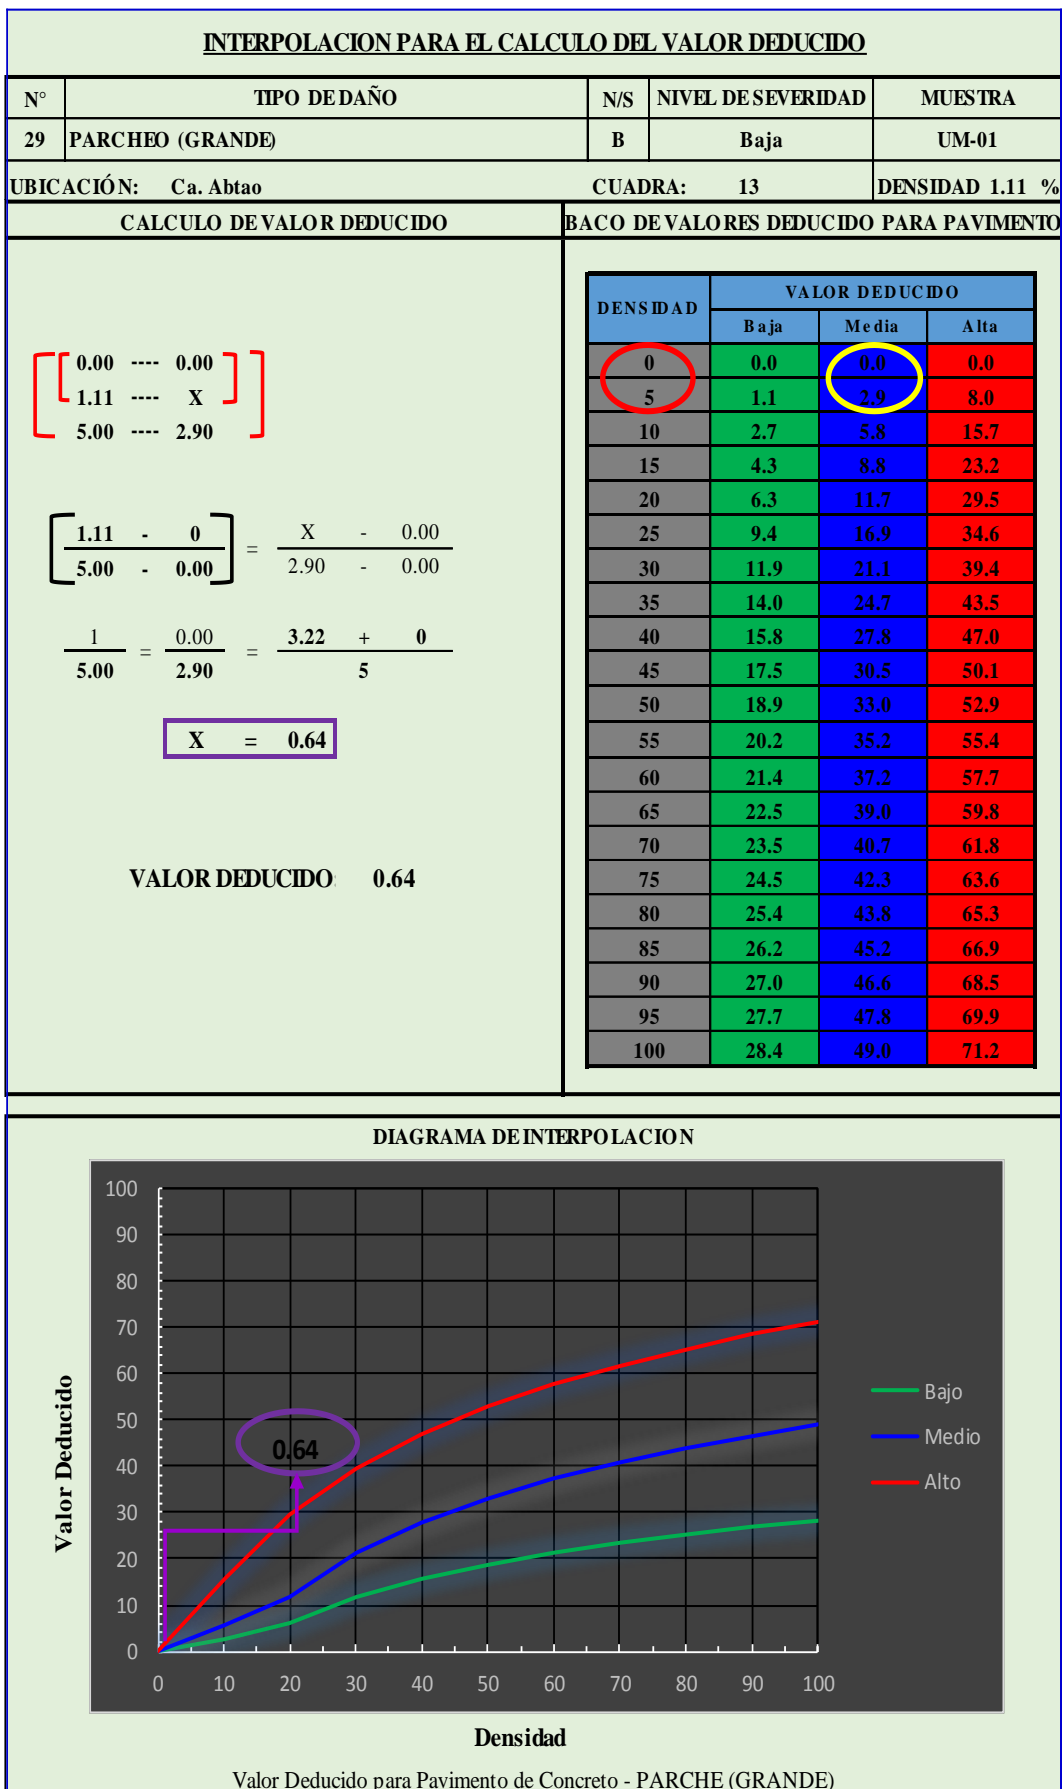 INTERPOLACION PARA EL CALCULO DEL VALOR DEDUCIDO
N° TIPO DE DAÑO N/S NIVEL DE SEVERIDAD MUESTRA
29 PARCHEO (GRANDE) B Baja UM-01
UBICACIÓN: Ca. Abtao CUADRA: 13 DENSIDAD 1.11 %
CALCULO DE VALOR DEDUCIDO
BACO DE VALORES DEDUCIDO PARA PAVIMENTO
0.00 ---- 0.00
1.11 ---- X
5.00 ---- 2.90
1.11 - 0 = X - 0.00
5.00 - 0.00 2.90 - 0.00
1 = 0.00 = 3.22 + 0
5.00 2.90 5
X = 0.64
VALOR DEDUCIDO: 0.64
DENSIDAD VALOR DEDUCIDO
Baja Media Alta
0 0.0 0.0 0.0
5 1.1 2.9 8.0
10 2.7 5.8 15.7
15 4.3 8.8 23.2
20 6.3 11.7 29.5
25 9.4 16.9 34.6
30 11.9 21.1 39.4
35 14.0 24.7 43.5
40 15.8 27.8 47.0
45 17.5 30.5 50.1
50 18.9 33.0 52.9
55 20.2 35.2 55.4
60 21.4 37.2 57.7
65 22.5 39.0 59.8
70 23.5 40.7 61.8
75 24.5 42.3 63.6
80 25.4 43.8 65.3
85 26.2 45.2 66.9
90 27.0 46.6 68.5
95 27.7 47.8 69.9
100 28.4 49.0 71.2
DIAGRAMA DE INTERPOLACION
Valor Deducido
100
90
80
70
60
50
40
30
20
10
0
0.64
Bajo
Medio
Alto
0 10 20 30 40 50 60 70 80 90 100
Densidad
Valor Deducido para Pavimento de Concreto - PARCHE (GRANDE)